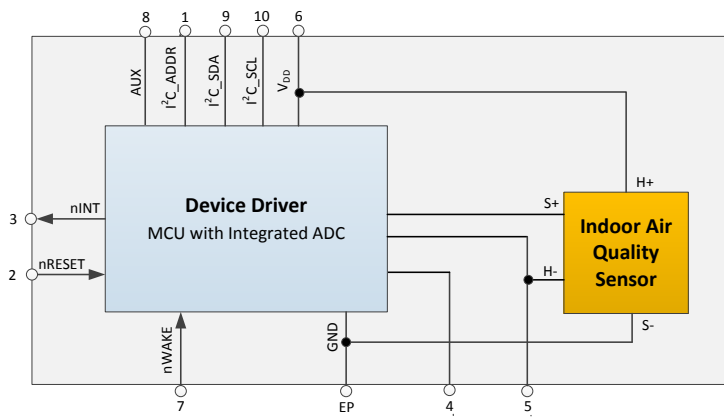 8 1 9 10 6
AUX
I²C_ADDR
I²C_SDA
I²C_SCL
VDD
H+
Device Driver
MCU with Integrated ADC
S+
Indoor Air
Quality
Sensor
3
nINT
2
nRESET
H-
S-
nWAKE
GND
7 EP 4 5